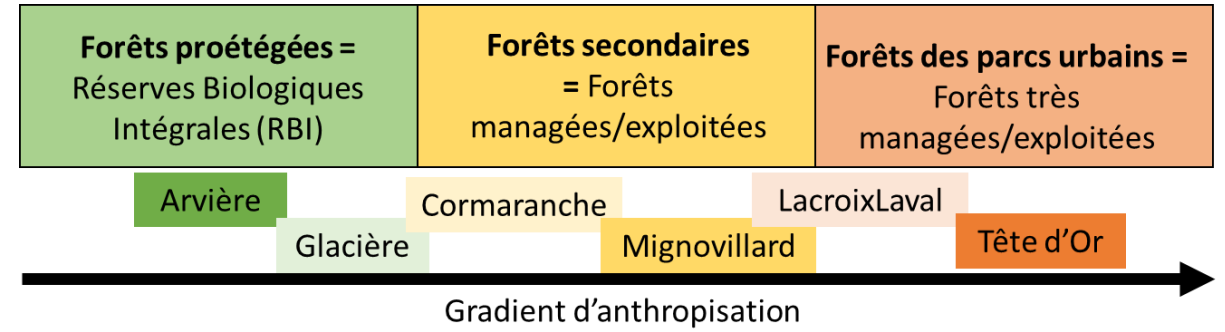 Forêts proétégées =
Réserves Biologiques
Intégrales (RBI)
Forêts secondaires
= Forêts
managées/exploitées
Forêts des parcs urbains =
Forêts très
managées/exploitées
Arvière
Glacière
Cormaranche
Mignovillard
LacroixLaval
Tête d'Or
Gradient d'anthropisation